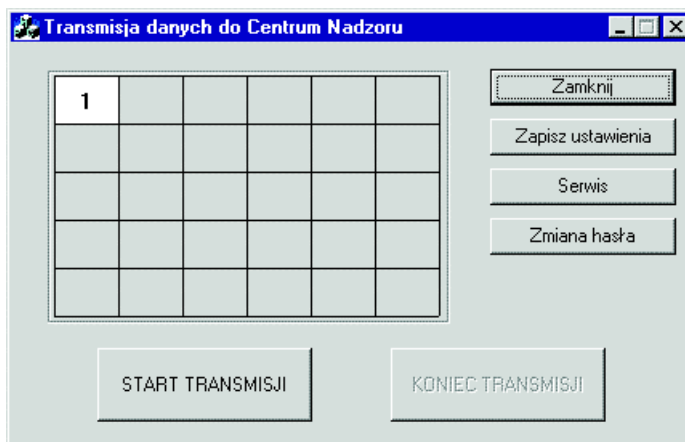 Transmisja danych do Centrum Nadzoru
1
Zamknij
Zapisz ustawienia
Serwis
Zmiana hasła
START TRANSMISJI
KONIEC TRANSMISJI